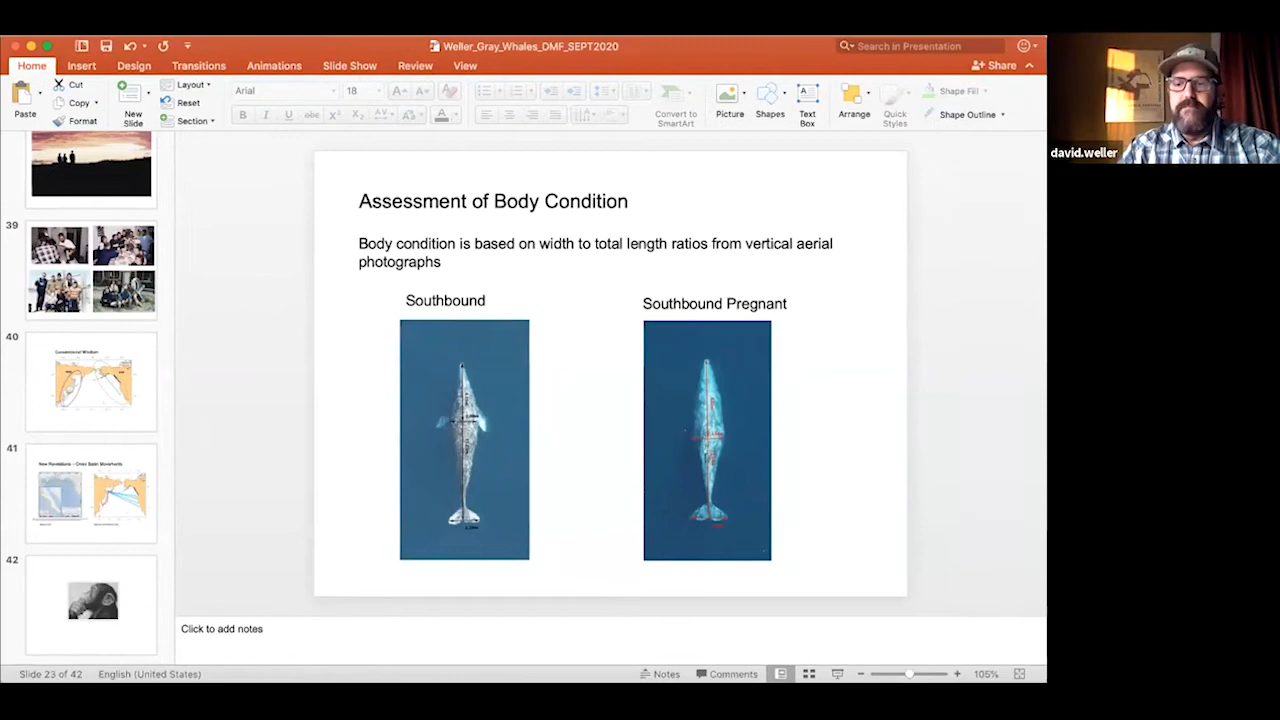 Weller_Gray_Whales_DMF_SEPT2020
Search in Presentation
Home Insert Design Transitions Animations Slide Show Review View
Share
Paste
Cut
Copy
Format
New Slide
Layout
Reset
Section
Arial 18
Convert to SmartArt
Picture
Shapes
Text Box
Arrange
Quick Styles
Shape Fill
Shape Outline
david.weller
39
40
41
42
Assessment of Body Condition
Body condition is based on width to total length ratios from vertical aerial
photographs
Southbound
Southbound Pregnant
Click to add notes
Slide 23 of 42 English (United States)
Notes Comments 105%